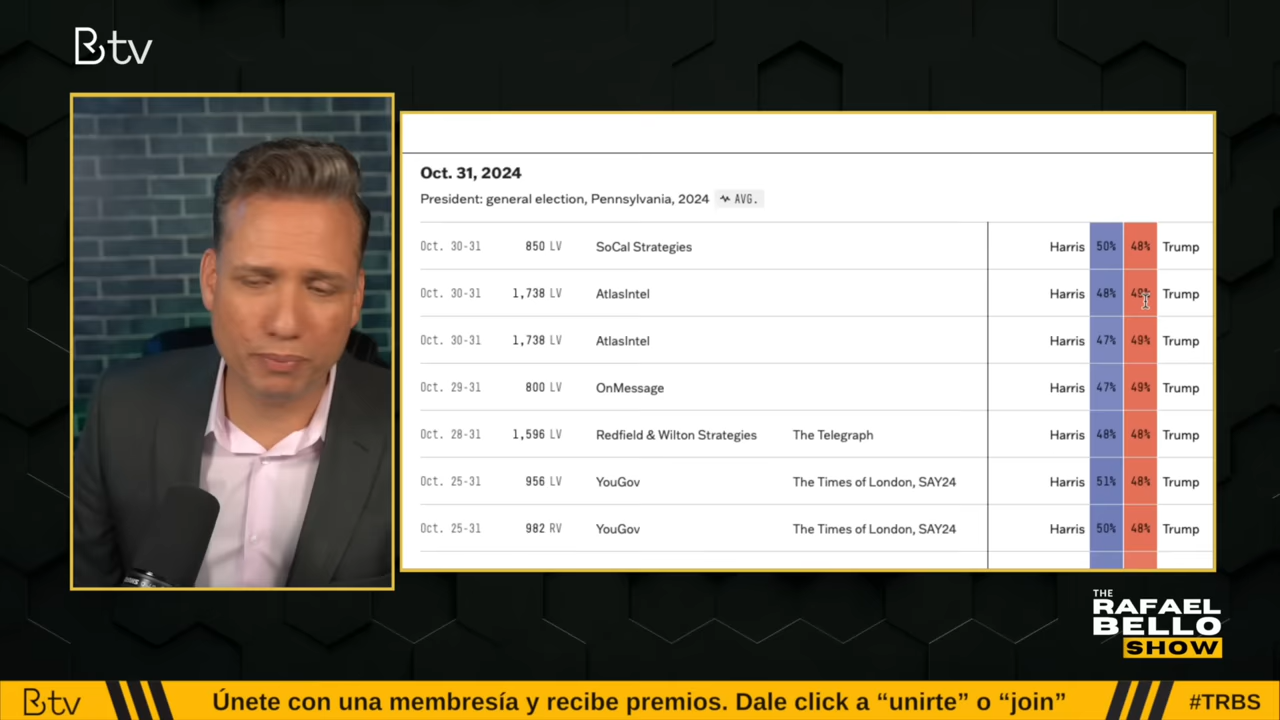 Btv
Oct. 31, 2024
President: general election, Pennsylvania, 2024 AVG.
Oct. 30-31 850 LV SoCal Strategies Harris 50% 48% Trump
Oct. 30-31 1,738 LV AtlasIntel Harris 48% 49% Trump
Oct. 30-31 1,738 LV AtlasIntel Harris 47% 49% Trump
Oct. 29-31 800 LV OnMessage Harris 47% 49% Trump
Oct. 28-31 1,596 LV Redfield & Wilton Strategies The Telegraph Harris 48% 48% Trump
Oct. 25-31 956 LV YouGov The Times of London, SAY24 Harris 51% 48% Trump
Oct. 25-31 982 RV YouGov The Times of London, SAY24 Harris 50% 48% Trump
THE
RAFAEL
BELLO
SHOW
Btv Únete con una membresía y recibe premios. Dale click a “unirte” o “join” #TRBS